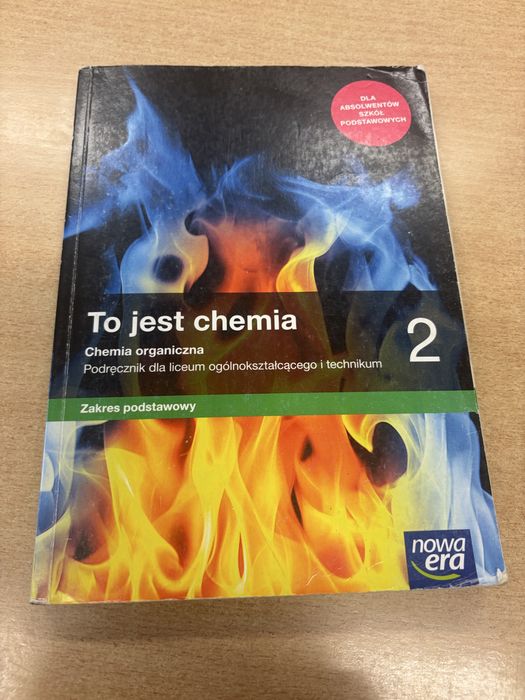 DLA
ABSOLWENTÓW
SZKÓŁ
PODSTAWOWYCH
To jest chemia
2
Chemia organiczna
Podręcznik dla liceum ogólnokształcącego i technikum
Zakres podstawowy
nowa
era